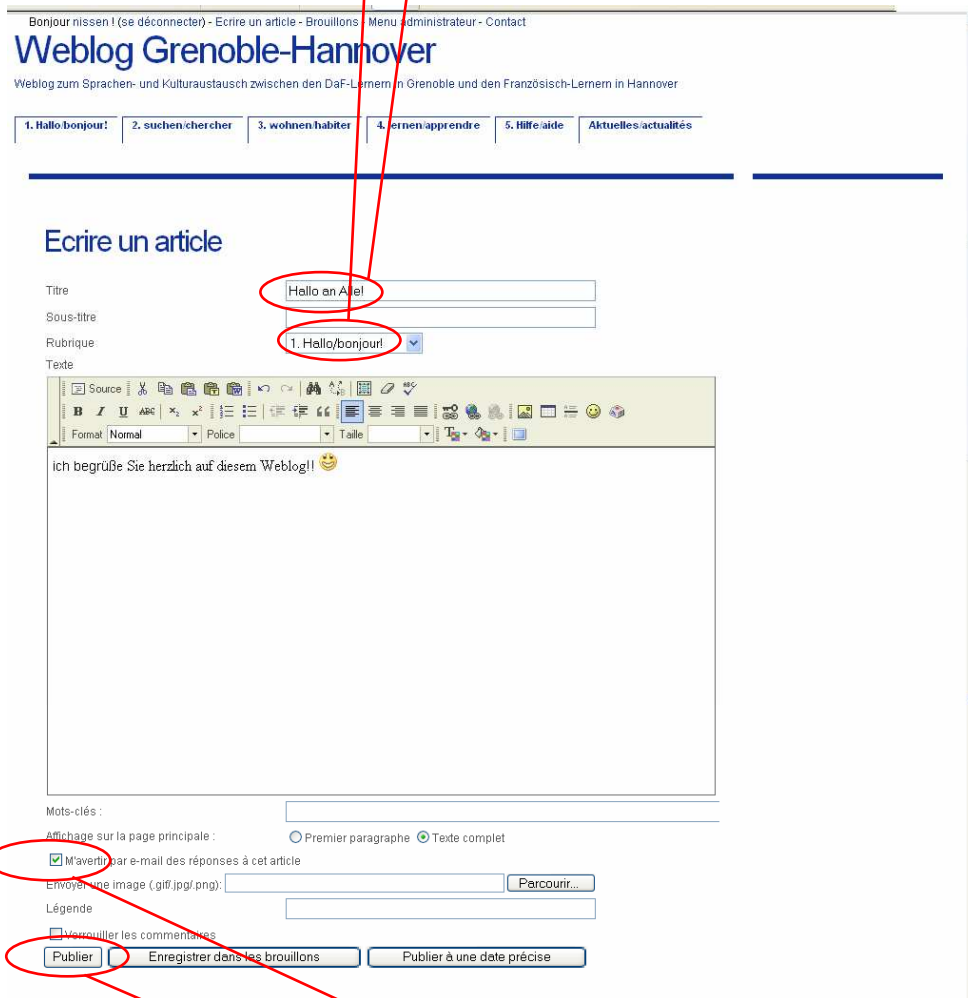 Bonjour nissen ! (se déconnecter) - Ecrire un article - Brouillons - Menu administrateur - Contact
Weblog Grenoble-Hannover
Weblog zum Sprachen- und Kulturaustausch zwischen den DaF-Lernern in Grenoble und den Französisch-Lernern in Hannover
1. Hallo/bonjour! 2. suchen/chercher 3. wohnen/habiter 4. lernen/apprendre 5. Hilfe/aide Aktuelles/actualités
Ecrire un article
Titre Hallo an Alle!
Sous-titre
Rubrique 1. Hallo/bonjour!
Texte
Source
B I U ABC x₂ x²
Format Normal Police Taille
ich begrüße Sie herzlich auf diesem Weblog!!
Mots-clés :
Affichage sur la page principale : Premier paragraphe Texte complet
M'avertir par e-mail des réponses à cet article
Envoyer une image (.gif/.jpg/.png): Parcourir...
Légende
Verrouiller les commentaires
Publier Enregistrer dans les brouillons Publier à une date précise